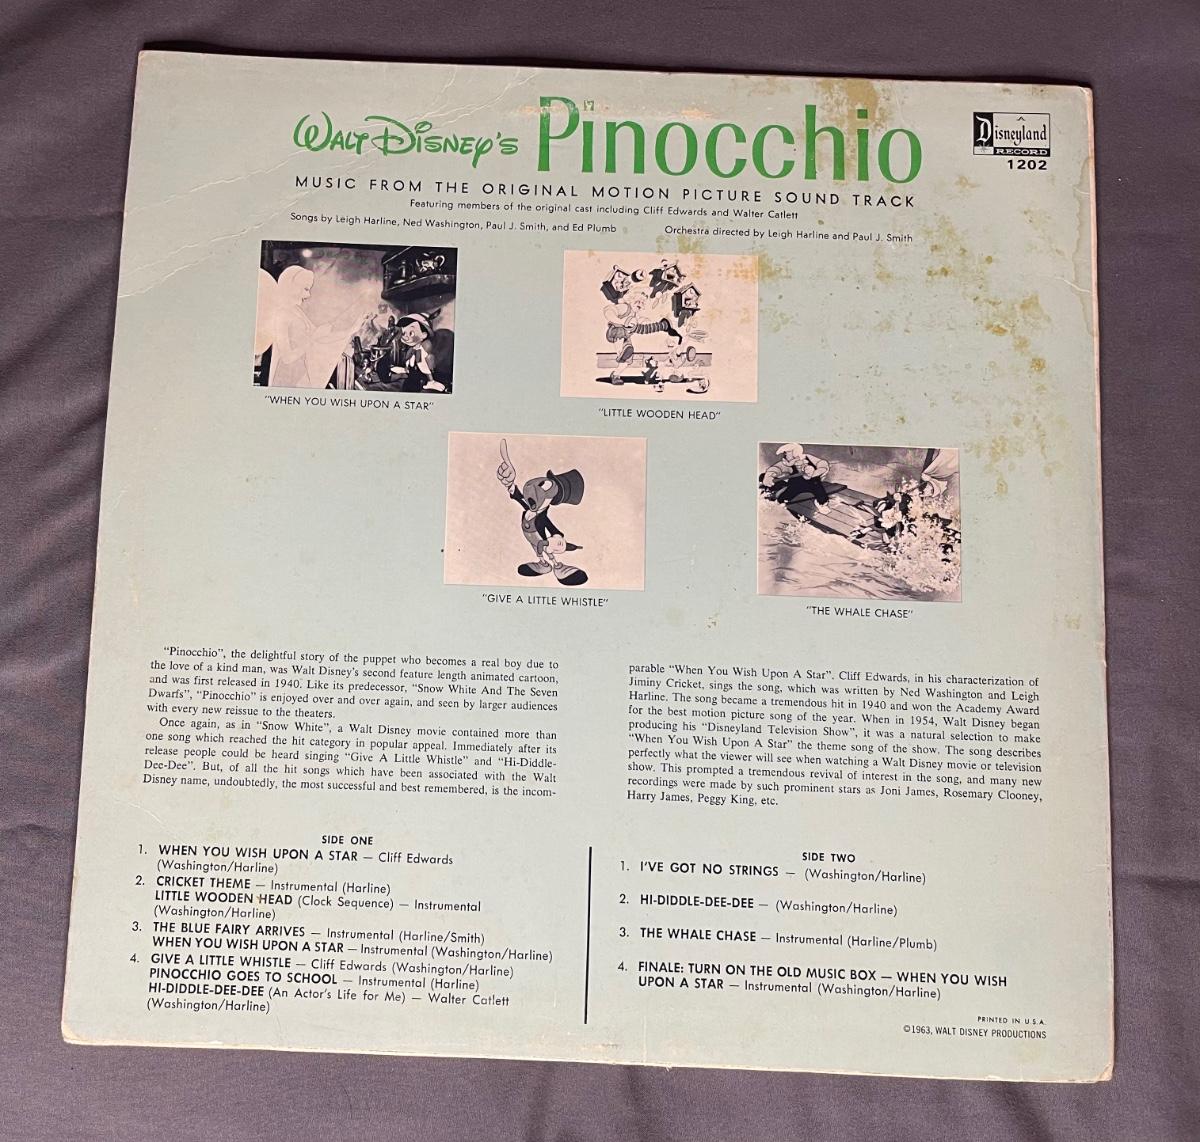 WALT DISNEY'S Pinocchio
Disneyland
RECORD
1202
MUSIC FROM THE ORIGINAL MOTION PICTURE SOUND TRACK
Featuring members of the original cast including Cliff Edwards and Walter Catlett
Songs by Leigh Harline, Ned Washington, Paul J. Smith, and Ed Plumb
Orchestra directed by Leigh Harline and Paul J. Smith
"WHEN YOU WISH UPON A STAR"
"LITTLE WOODEN HEAD"
"GIVE A LITTLE WHISTLE"
"THE WHALE CHASE"
"Pinocchio", the delightful story of the puppet who becomes a real boy due to
the love of a kind man, was Walt Disney's second feature length animated cartoon,
and was first released in 1940. Like its predecessor, "Snow White And The Seven
Dwarfs", "Pinocchio" is enjoyed over and over again, and seen by larger audiences
with every new reissue to the theaters.
Once again, as in "Snow White", a Walt Disney movie contained more than
one song which reached the hit category in popular appeal. Immediately after its
release people could be heard singing "Give A Little Whistle" and "Hi-Diddle-
Dee-Dee". But, of all the hit songs which have been associated with the Walt
Disney name, undoubtedly, the most successful and best remembered, is the incom-
parable "When You Wish Upon A Star". Cliff Edwards, in his characterization of
Jiminy Cricket, sings the song, which was written by Ned Washington and Leigh
Harline. The song became a tremendous hit in 1940 and won the Academy Award
for the best motion picture song of the year. When in 1954, Walt Disney began
producing his "Disneyland Television Show", it was a natural selection to make
"When You Wish Upon A Star" the theme song of the show. The song describes
perfectly what the viewer will see when watching a Walt Disney movie or television
show. This prompted a tremendous revival of interest in the song, and many new
recordings were made by such prominent stars as Joni James, Rosemary Clooney,
Harry James, Peggy King, etc.
SIDE ONE
1. WHEN YOU WISH UPON A STAR — Cliff Edwards
(Washington/Harline)
2. CRICKET THEME — Instrumental (Harline)
LITTLE WOODEN HEAD (Clock Sequence) — Instrumental
(Washington/Harline)
3. THE BLUE FAIRY ARRIVES — Instrumental (Harline/Smith)
WHEN YOU WISH UPON A STAR — Instrumental (Washington/Harline)
4. GIVE A LITTLE WHISTLE — Cliff Edwards (Washington/Harline)
PINOCCHIO GOES TO SCHOOL — Instrumental (Harline)
HI-DIDDLE-DEE-DEE (An Actor's Life for Me) — Walter Catlett
(Washington/Harline)
SIDE TWO
1. I'VE GOT NO STRINGS — (Washington/Harline)
2. HI-DIDDLE-DEE-DEE — (Washington/Harline)
3. THE WHALE CHASE — Instrumental (Harline/Plumb)
4. FINALE: TURN ON THE OLD MUSIC BOX — WHEN YOU WISH
UPON A STAR — Instrumental (Washington/Harline)
PRINTED IN U.S.A.
©1963, WALT DISNEY PRODUCTIONS